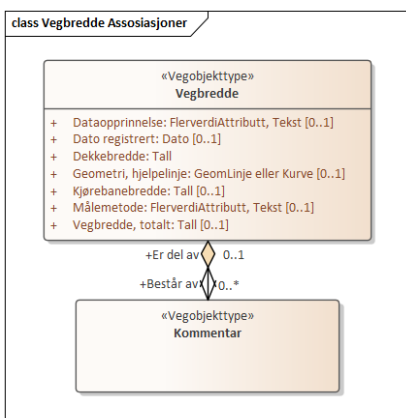 class Vegbredde Assosiasjoner
«Vegobjekttype»
Vegbredde
+ Dataopprinnelse: FlerverdiAttributt, Tekst [0..1]
+ Dato registrert: Dato [0..1]
+ Dekkebredde: Tall
+ Geometri, hjelpelinje: GeomLinje eller Kurve [0..1]
+ Kjørebanebredde: Tall [0..1]
+ Målemetode: FlerverdiAttributt, Tekst [0..1]
+ Vegbredde, totalt: Tall [0..1]
+Er del av 0..1
+Består av 0..*
«Vegobjekttype»
Kommentar